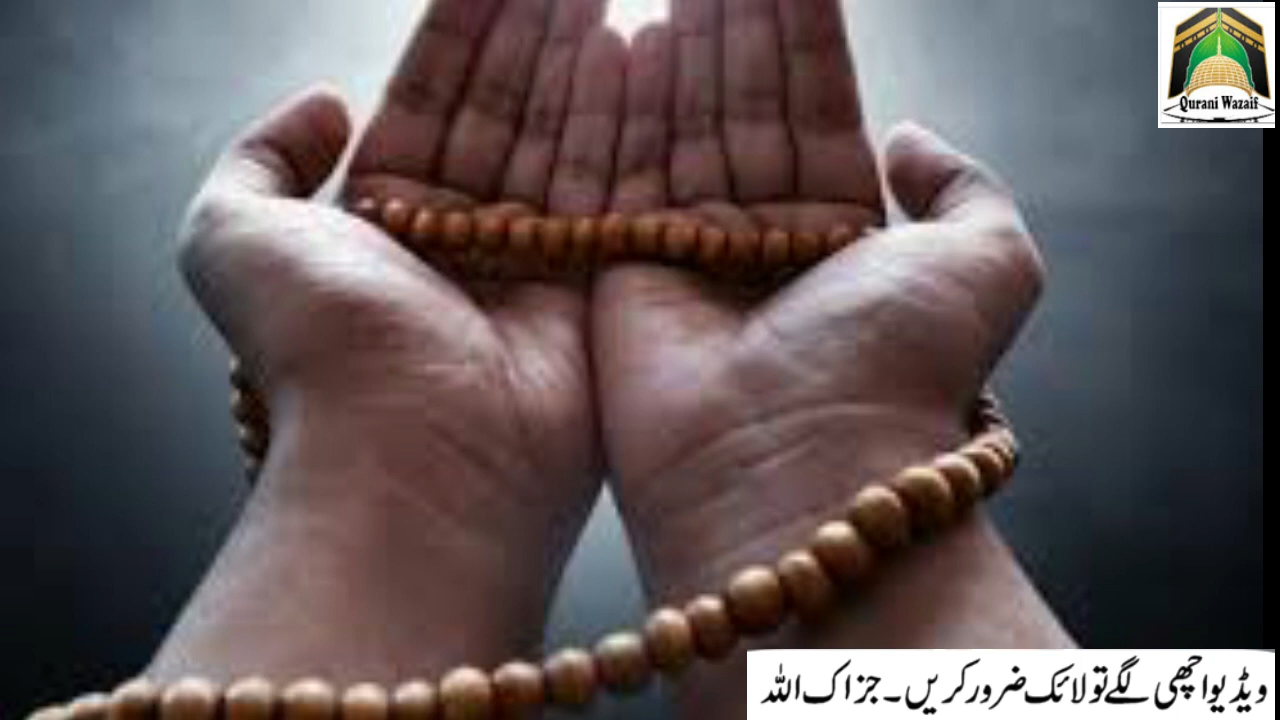 Qurani Wazaif
ویڈیو اچھی لگے تو لائک ضرور کریں۔ جزاک اللہ